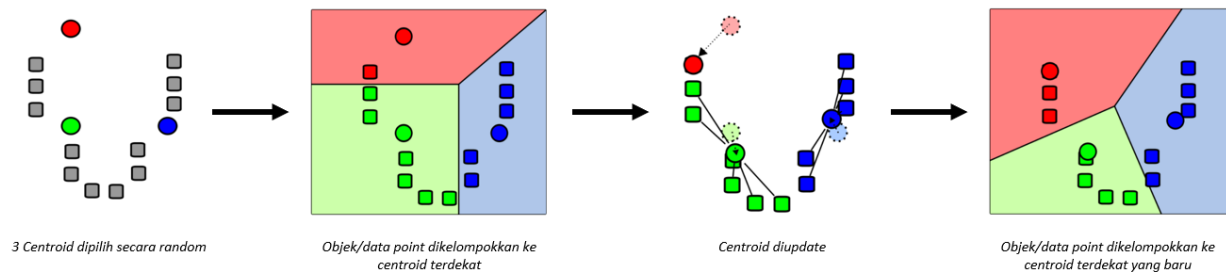 3 Centroid dipilih secara random
Objek/data point dikelompokkan ke
centroid terdekat
Centroid diupdate
Objek/data point dikelompokkan ke
centroid terdekat yang baru